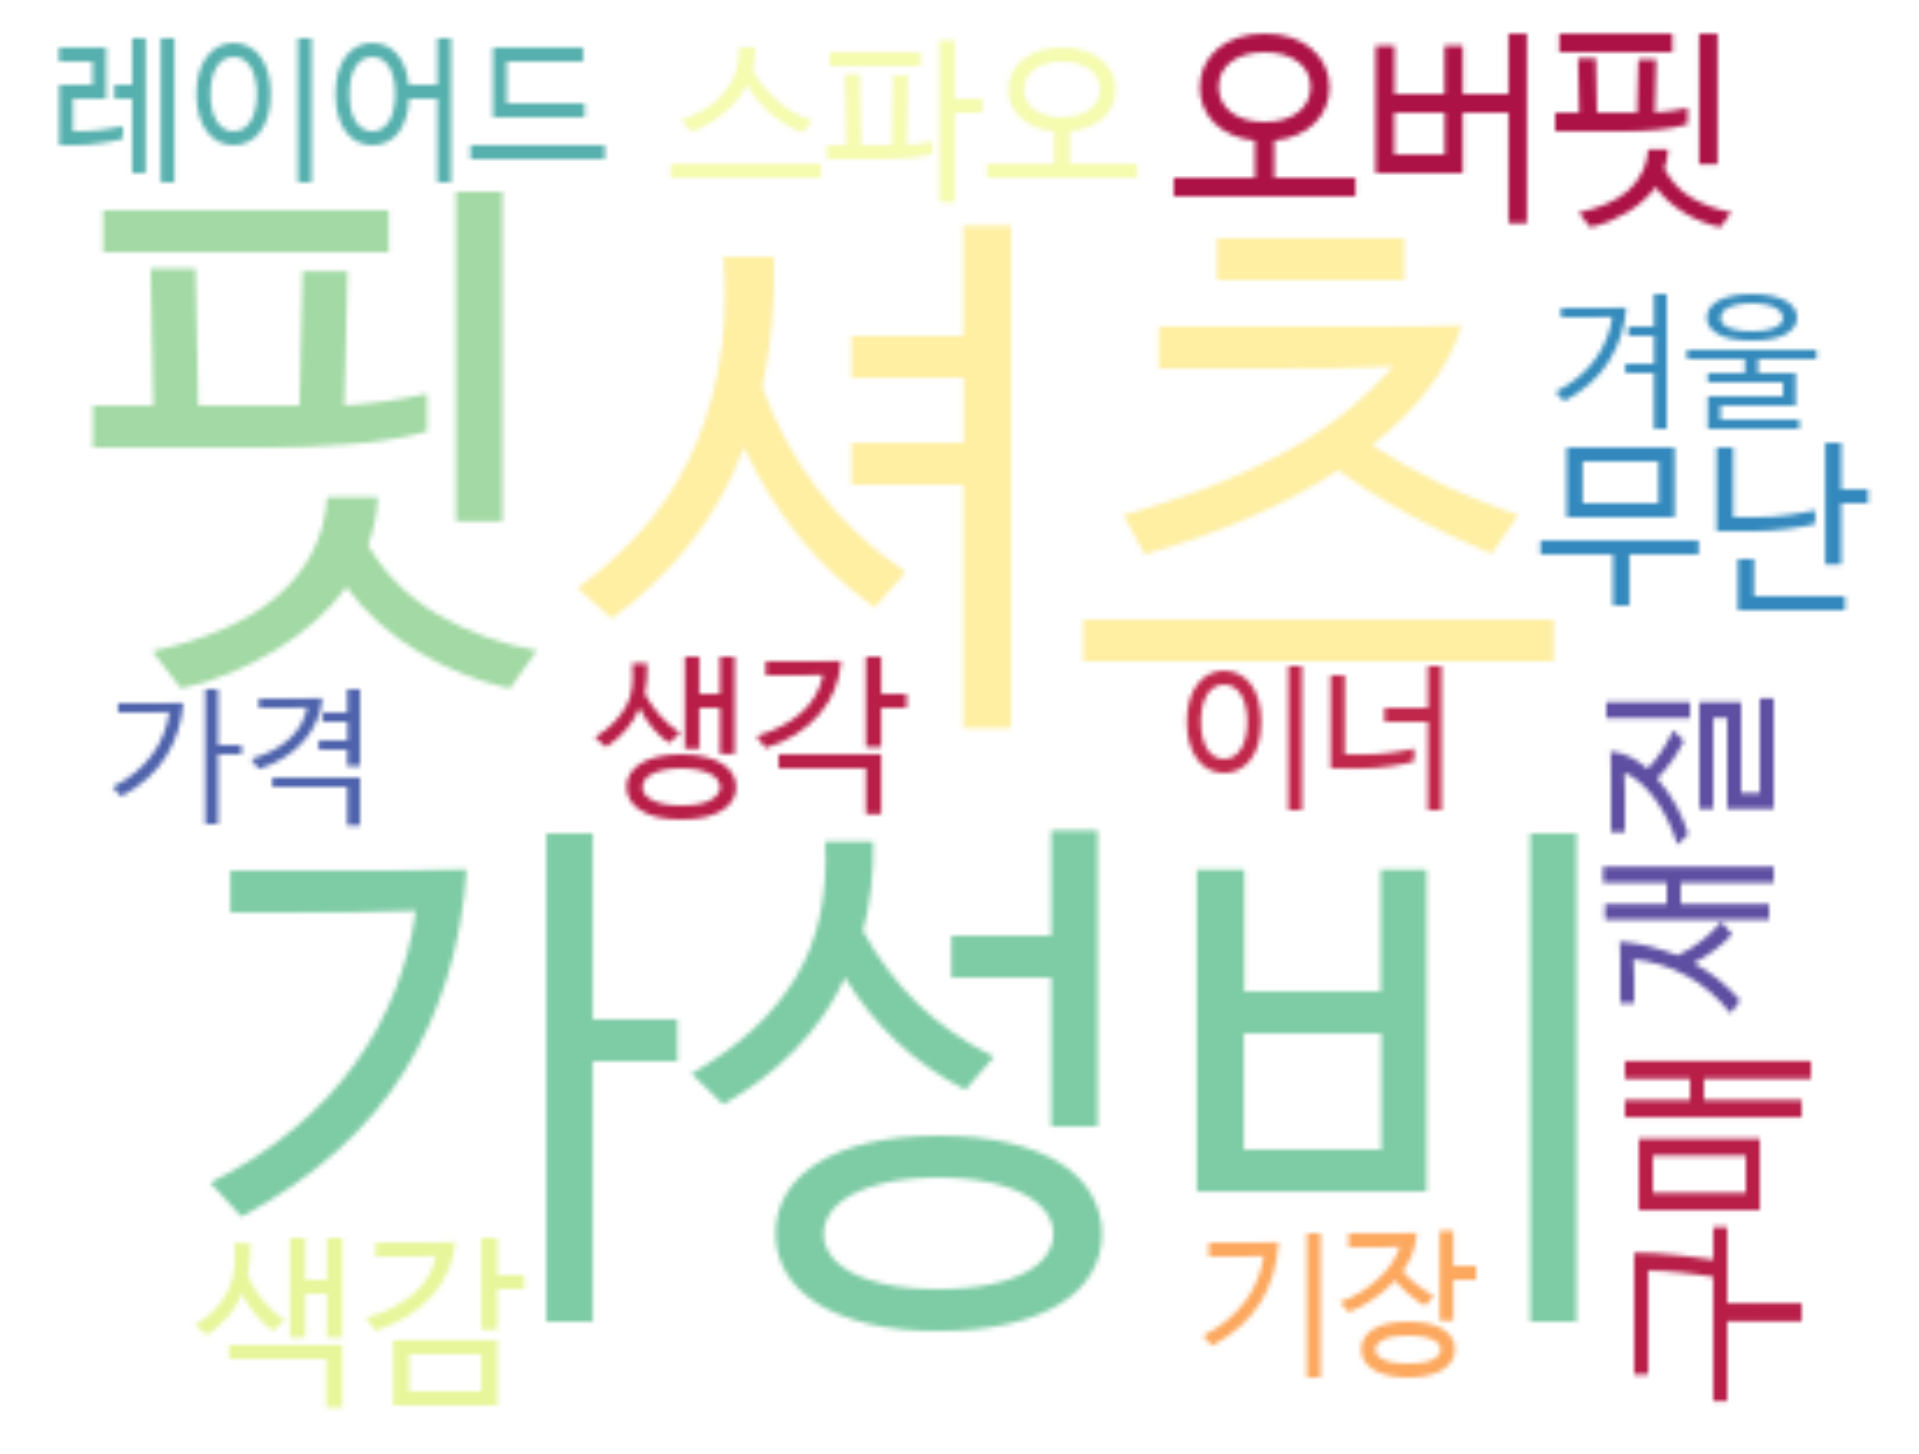 레이어드 스파오 오버핏
핏 셔츠
겨울
무난
가격 생각 이너
재질
가성비
구매
색감 기장